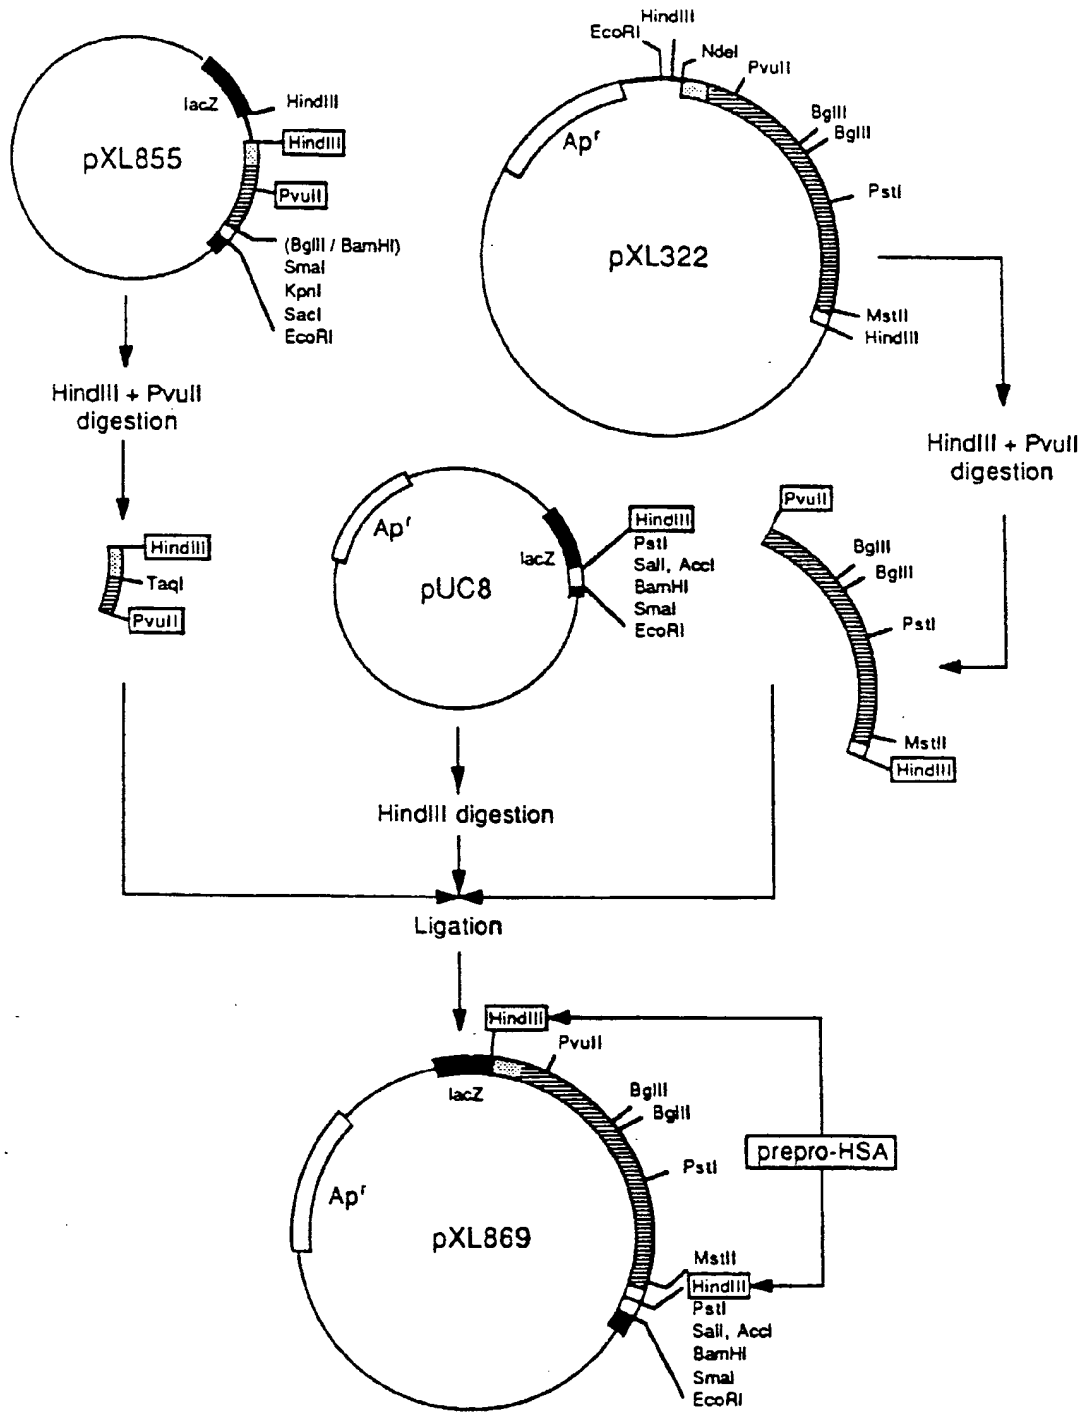 lacZ
HindIII
HindIII
pXL855
PvuII
(BglII / BamHI)
SmaI
KpnI
SacI
EcoRI
HindIII
EcoRI
NdeI
PvuII
Apʳ
BglII
BglII
PstI
pXL322
MstII
HindIII
HindIII + PvuII
digestion
HindIII + PvuII
digestion
HindIII
TaqI
PvuII
Apʳ
lacZ
pUC8
HindIII
PstI
SalI, AccI
BamHI
SmaI
EcoRI
PvuII
BglII
BglII
PstI
MstII
HindIII
HindIII digestion
Ligation
HindIII
PvuII
lacZ
BglII
BglII
prepro-HSA
PstI
Apʳ
pXL869
MstII
HindIII
PstI
SalI, AccI
BamHI
SmaI
EcoRI